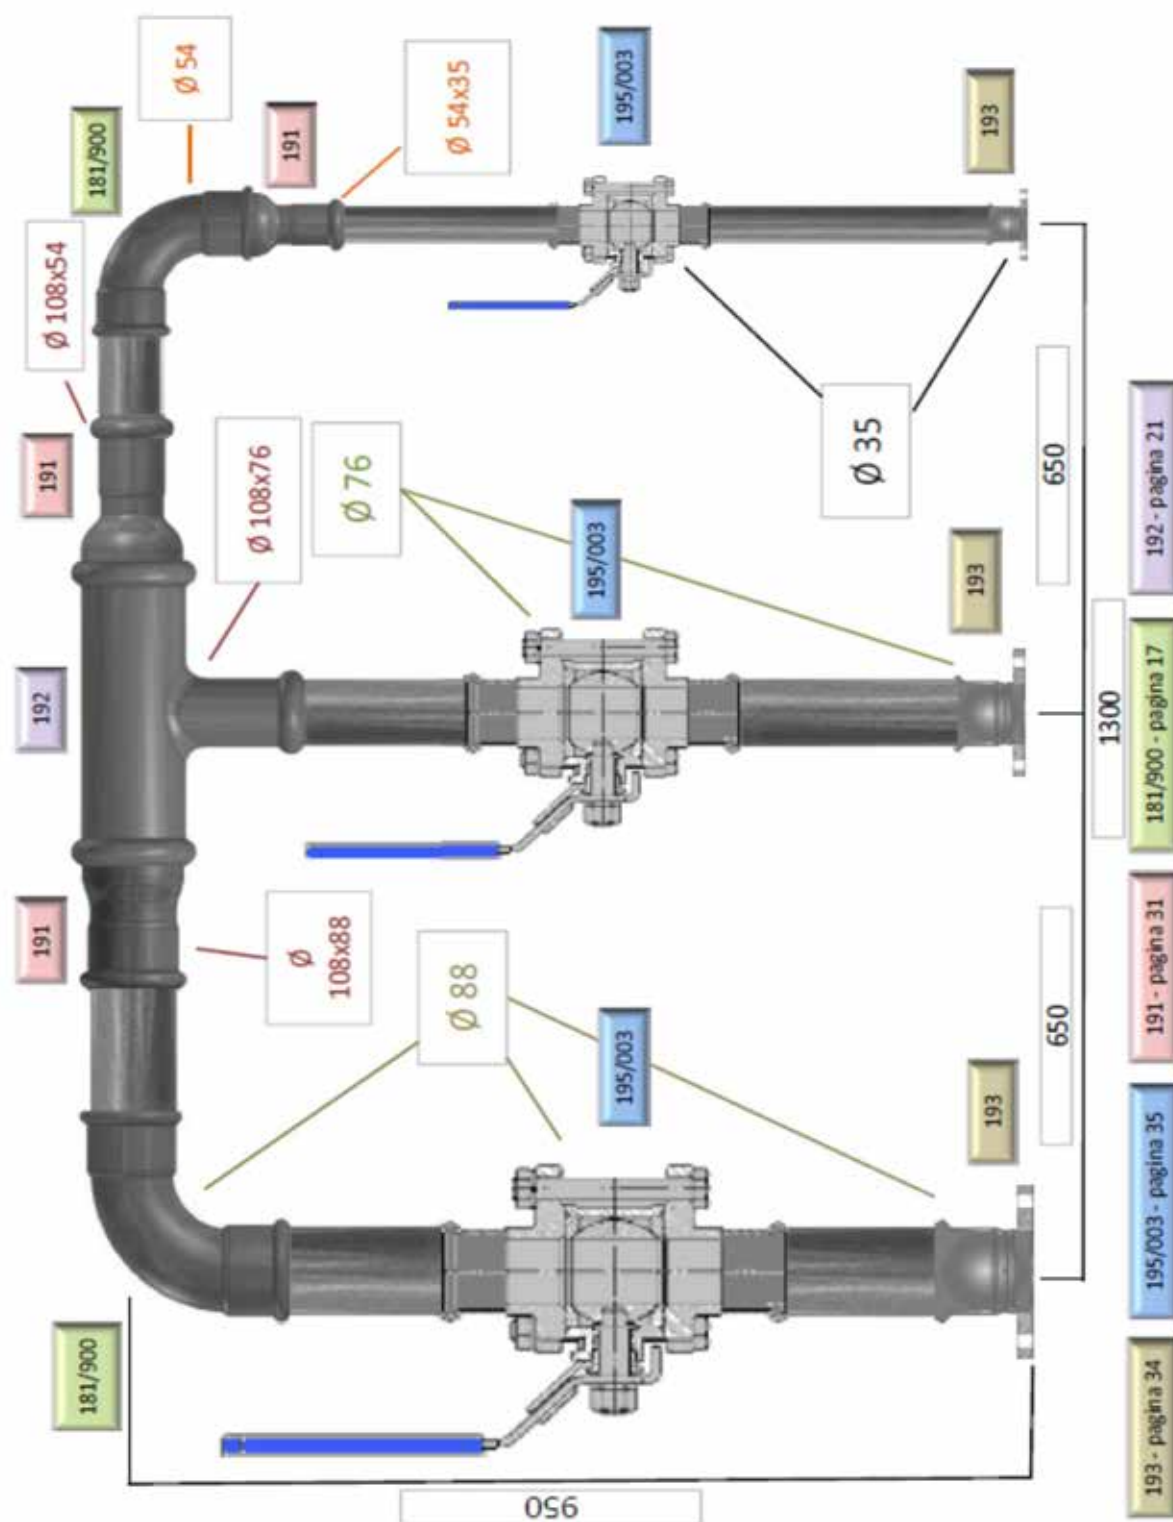 191
192
191
Ø 108x54
181/900
181/900
Ø 54
Ø 108x76
191
Ø
108x88
Ø 76
Ø 88
Ø 54x35
950
195/003
195/003
195/003
Ø 35
193
193
193
650
650
1300
193 - pagina 34
195/003 - pagina 35
191 - pagina 31
181/900 - pagina 17
192 - pagina 21